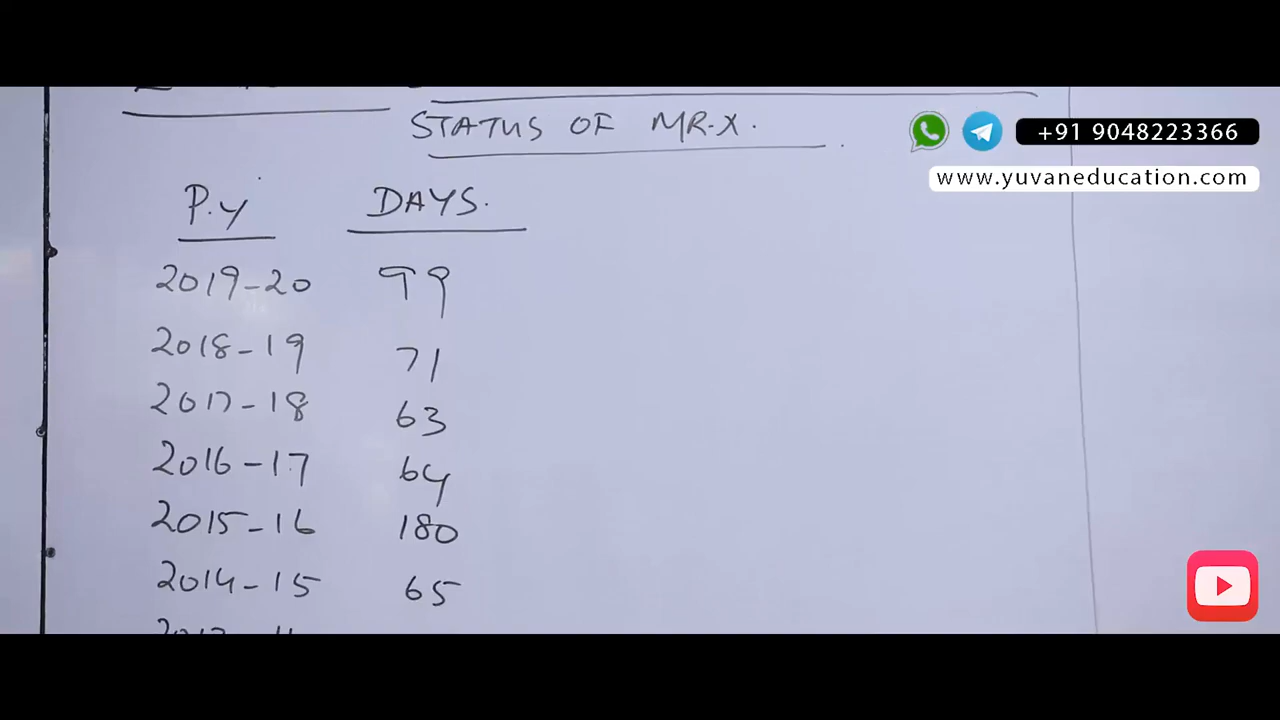 STATUS OF MR.X.
+91 9048223366
www.yuvaneducation.com
P.Y DAYS.
2019-20 99
2018-19 71
2017-18 63
2016-17 64
2015-16 180
2014-15 65